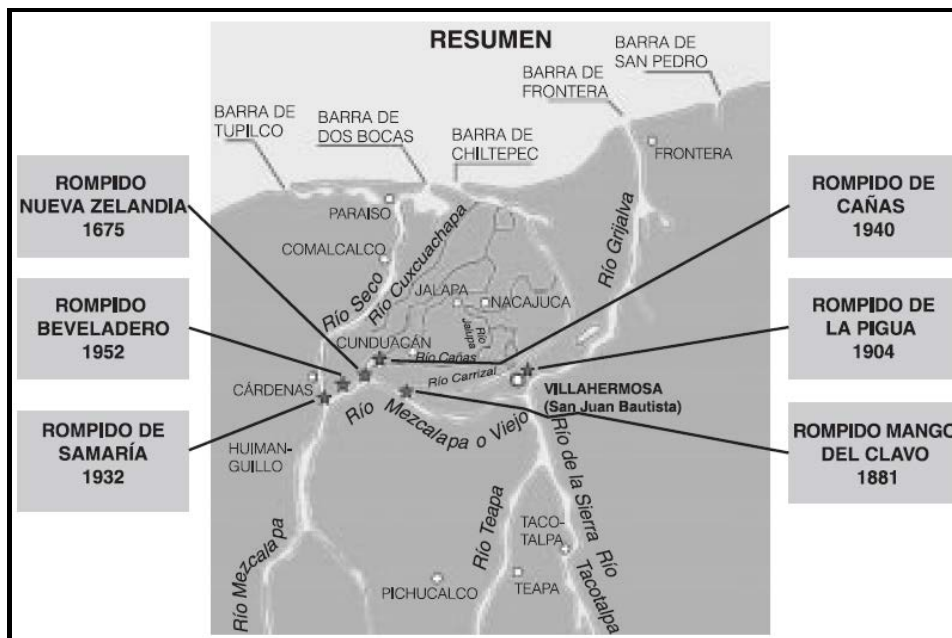 RESUMEN
BARRA DE
SAN PEDRO
BARRA DE
FRONTERA
BARRA DE
TUPILCO
BARRA DE
DOS BOCAS
BARRA DE
CHILTEPEC
FRONTERA
ROMPIDO
NUEVA ZELANDIA
1675
ROMPIDO
BEVELADERO
1952
ROMPIDO DE
SAMARÍA
1932
ROMPIDO DE
CAÑAS
1940
ROMPIDO DE
LA PIGUA
1904
ROMPIDO MANGO
DEL CLAVO
1881
PARAISO
COMALCALCO
Río Seco
Río Cuxcuachapa
JALAPA
NACAJUCA
Río
Jalupa
Río Grijalva
CUNDUACÁN
Río Cañas
Río Carrizal
CÁRDENAS
VILLAHERMOSA
(San Juan Bautista)
Río Mezcalapa o Viejo
HUIMAN-
GUILLO
Río Mezcalapa
Río Teapa
Río de la Sierra
Río Tacotalpa
TACO-
TALPA
PICHUCALCO
TEAPA